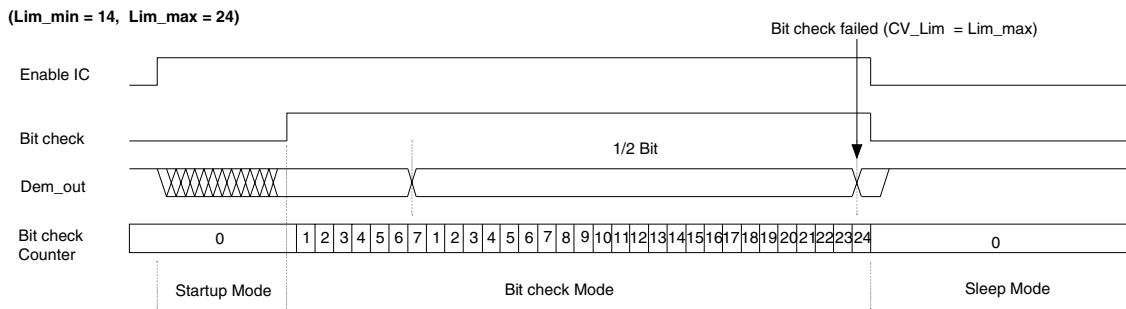 (Lim_min = 14, Lim_max = 24)
Bit check failed (CV_Lim = Lim_max)
Enable IC
Bit check
1/2 Bit
Dem_out
Bit check
Counter
0 1 2 3 4 5 6 7 1 2 3 4 5 6 7 8 9 10 11 12 13 14 15 16 17 18 19 20 21 22 23 24 0
Startup Mode Bit check Mode Sleep Mode